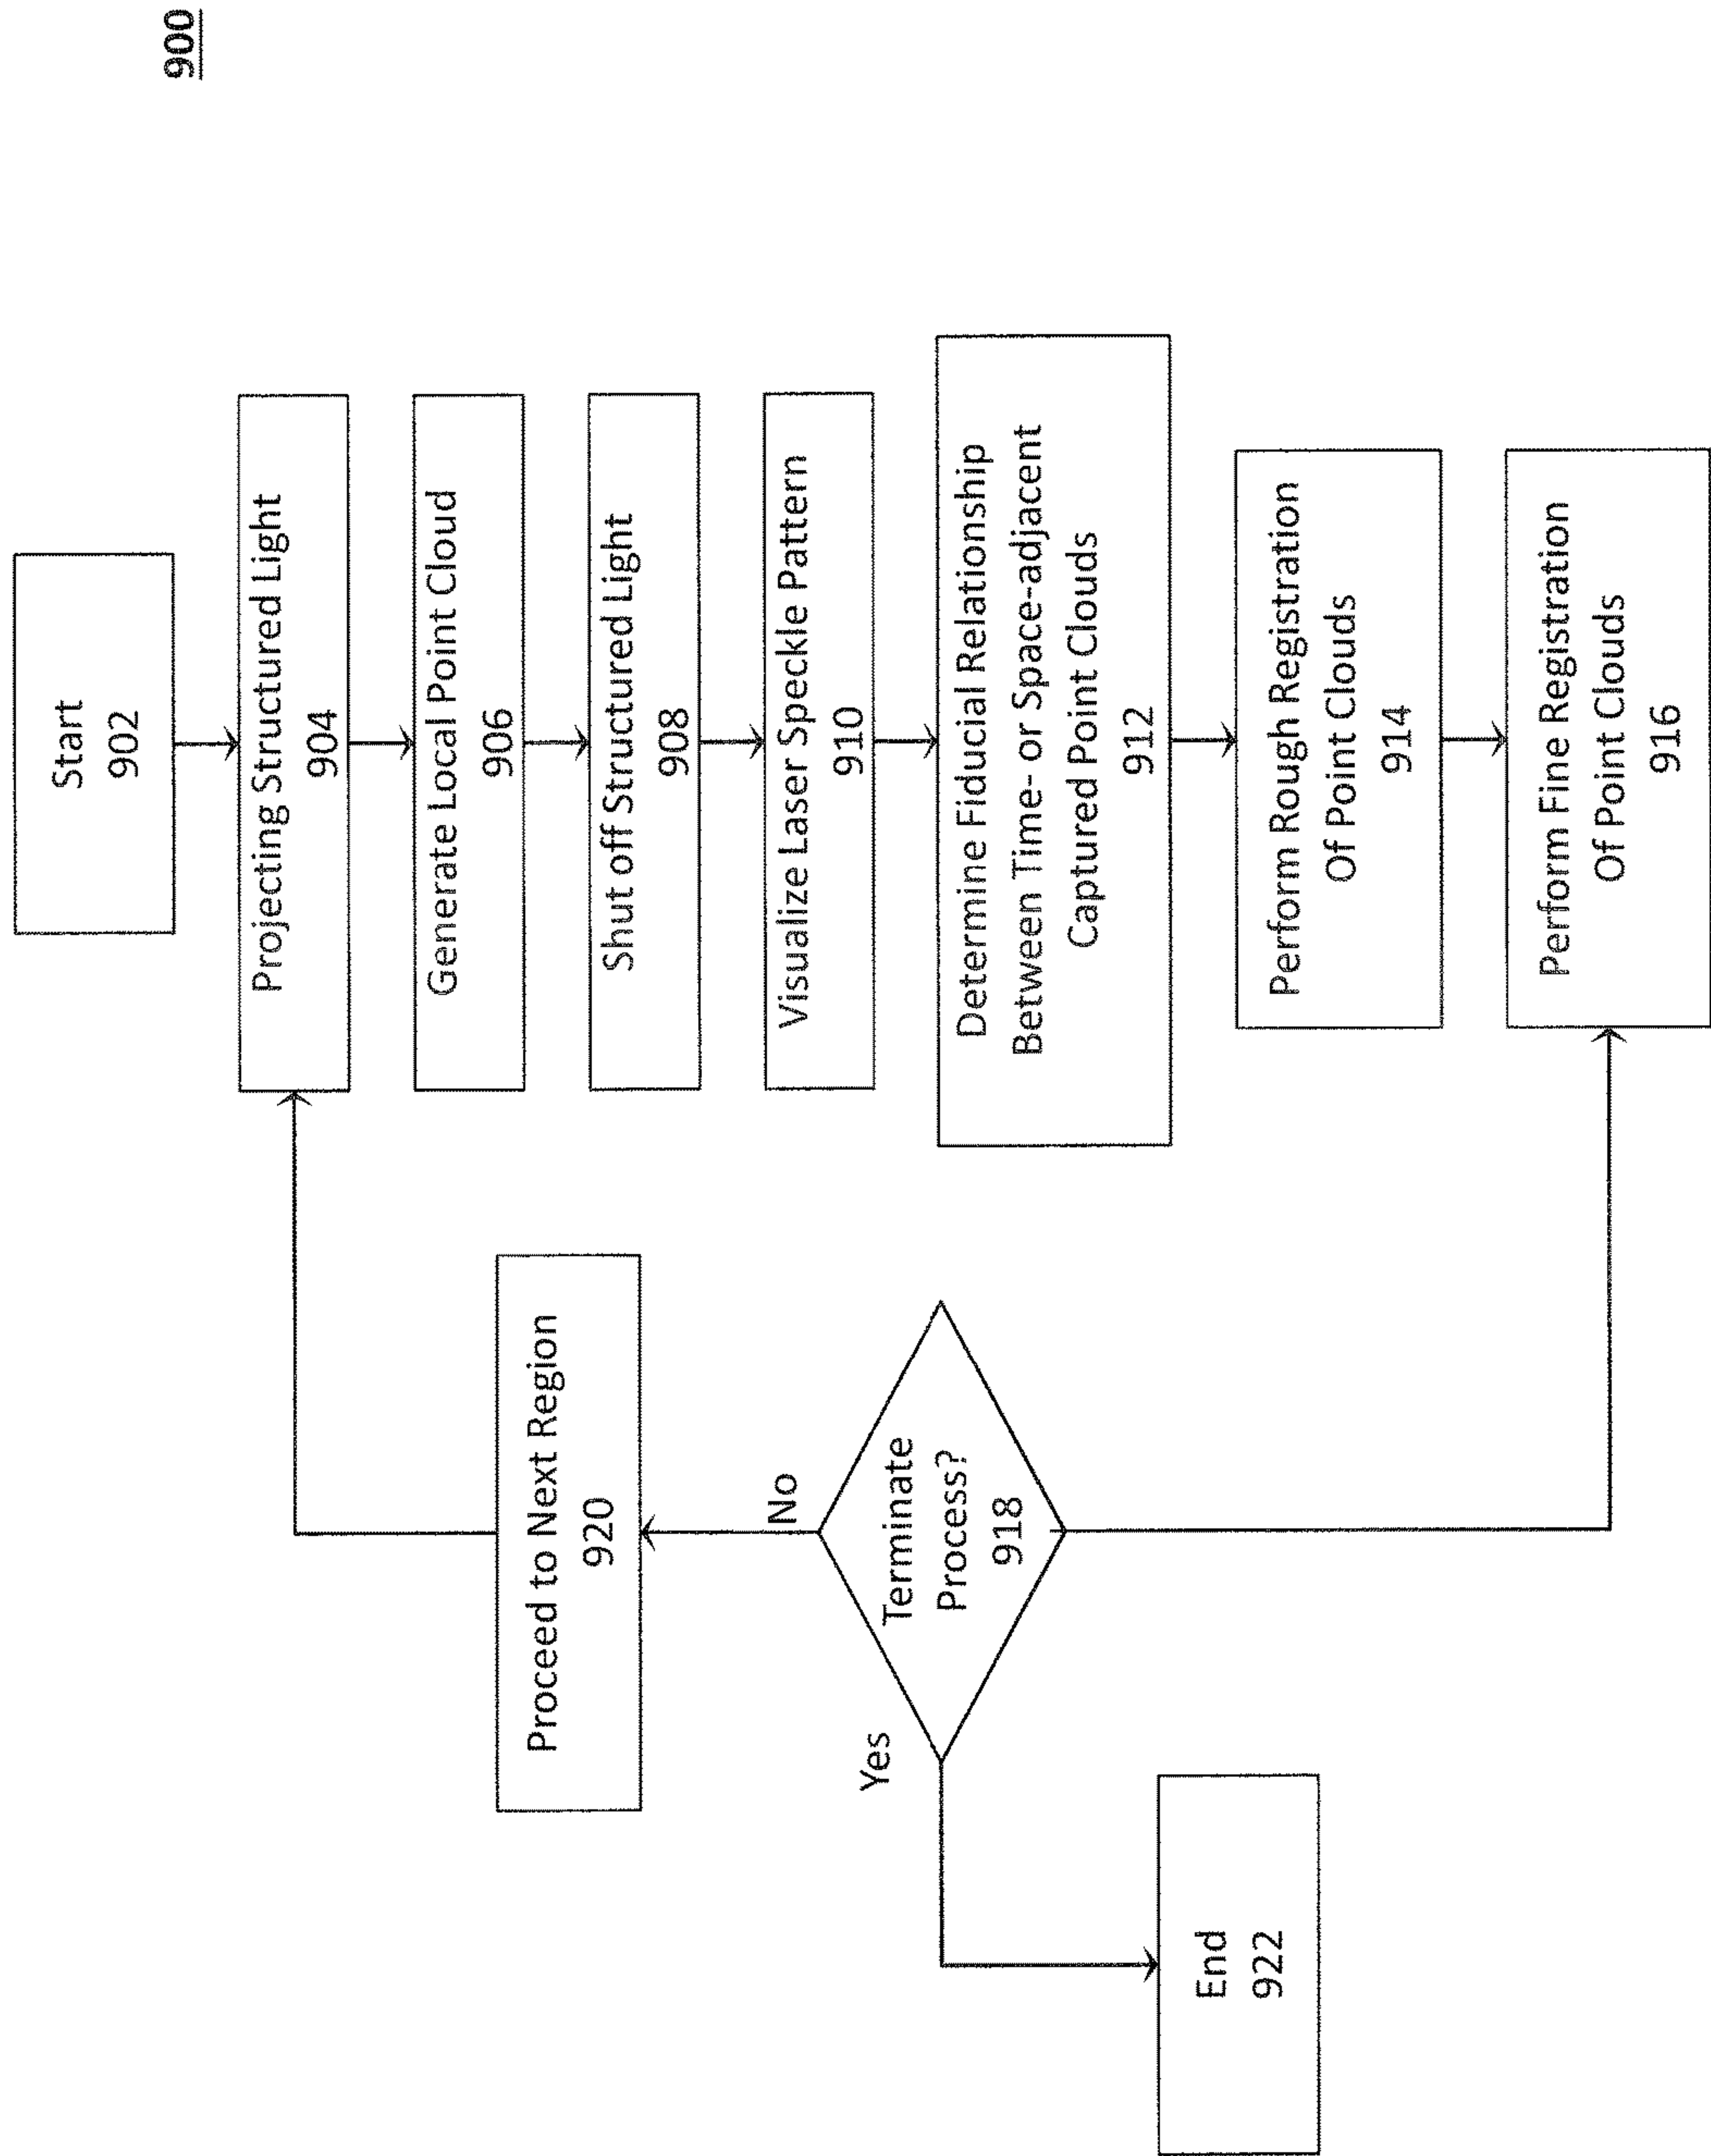 900
Start
902
Projecting Structured Light
904
Generate Local Point Cloud
906
Shut off Structured Light
908
Visualize Laser Speckle Pattern
910
Determine Fiducial Relationship
Between Time- or Space-adjacent
Captured Point Clouds
912
Perform Rough Registration
Of Point Clouds
914
Perform Fine Registration
Of Point Clouds
916
Terminate
Process?
918
No
Proceed to Next Region
920
Yes
End
922